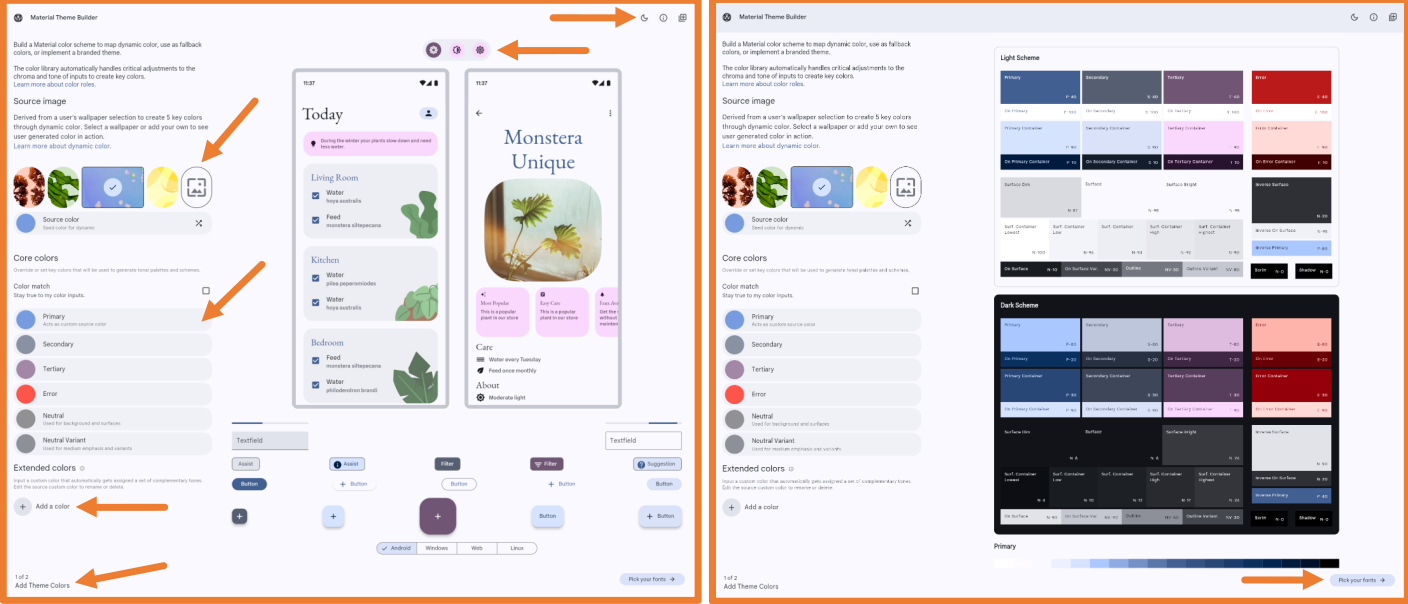 Material Theme Builder
Build a Material color scheme to map dynamic color, use as fallback
colors, or implement a branded theme.
The color library automatically handles critical adjustments to the
chroma and tone of inputs to create key colors.
Learn more about color roles.
Source image
Derived from a user's wallpaper selection to create 5 key colors
through dynamic color. Select a wallpaper or add your own to see
user generated color in action.
Learn more about dynamic color.
Source color
Seed color for dynamic
Core colors
Override or set key colors that will be used to generate tonal palettes and schemes.
Color match
Stay true to my color inputs.
Primary
Acts as custom source color
Secondary
Tertiary
Error
Neutral
Used for background and surfaces
Neutral Variant
Used for medium emphasis and variants
Extended colors
Input a custom color that automatically gets assigned a set of complementary tones.
Edit the source custom color to rename or delete.
Add a color
1 of 2
Add Theme Colors
11:37
Today
During the winter your plants slow down and need
less water.
Living Room
Water
hoya australis
Feed
monstera siltepecana
Kitchen
Water
pilea peperomiodes
Water
hoya australis
Bedroom
Feed
monstera siltepecana
Water
philodendron brandi
11:37
Monstera
Unique
Most Popular
This is a popular
plant in our store
Easy Care
This is a popular
plant in our store
Care
Water every Tuesday
Feed once monthly
About
Moderate light
Textfield
Textfield
Assist
Assist
Filter
Filter
Suggestion
Button
Button
Button
Button
Button
Button
Button
Android
Windows
Web
Linux
Pick your fonts
Material Theme Builder
Build a Material color scheme to map dynamic color, use as fallback
colors, or implement a branded theme.
The color library automatically handles critical adjustments to the
chroma and tone of inputs to create key colors.
Learn more about color roles.
Source image
Derived from a user's wallpaper selection to create 5 key colors
through dynamic color. Select a wallpaper or add your own to see
user generated color in action.
Learn more about dynamic color.
Source color
Seed color for dynamic
Core colors
Override or set key colors that will be used to generate tonal palettes and schemes.
Color match
Stay true to my color inputs.
Primary
Acts as custom source color
Secondary
Tertiary
Error
Neutral
Used for background and surfaces
Neutral Variant
Used for medium emphasis and variants
Extended colors
Input a custom color that automatically gets assigned a set of complementary tones.
Edit the source custom color to rename or delete.
Add a color
1 of 2
Add Theme Colors
Light Scheme
Primary
P-40
Secondary
S-40
Tertiary
T-40
Error
E-40
On Primary
P-100
On Secondary
S-100
On Tertiary
T-100
On Error
E-100
Primary Container
P-90
Secondary Container
S-90
Tertiary Container
T-90
Error Container
E-90
On Primary Container
P-10
On Secondary Container
S-10
On Tertiary Container
T-10
On Error Container
E-10
Surface Dim
N-87
Surface
N-98
Surface Bright
N-98
Inverse Surface
N-20
Surf. Container
Lowest
N-100
Surf. Container
Low
N-96
Surf. Container
N-94
Surf. Container
High
N-92
Surf. Container
Highest
N-90
Inverse On Surface
N-95
Inverse Primary
P-80
On Surface
N-10
On Surface Var.
NV-30
Outline
NV-50
Outline Variant
NV-80
Scrim
N-0
Shadow
N-0
Dark Scheme
Primary
P-80
Secondary
S-80
Tertiary
T-80
Error
E-80
On Primary
P-20
On Secondary
S-20
On Tertiary
T-20
On Error
E-20
Primary Container
P-30
Secondary Container
S-30
Tertiary Container
T-30
Error Container
E-30
On Primary Container
P-90
On Secondary Container
S-90
On Tertiary Container
T-90
On Error Container
E-90
Surface Dim
N-6
Surface
N-6
Surface Bright
N-24
Inverse Surface
N-90
Surf. Container
Lowest
N-4
Surf. Container
Low
N-10
Surf. Container
N-12
Surf. Container
High
N-17
Surf. Container
Highest
Inverse On Surface
N-20
Inverse Primary
P-40
On Surface
N-90
On Surface Var.
Outline
Outline Variant
NV-30
Scrim
N-0
Shadow
N-0
Primary
Pick your fonts